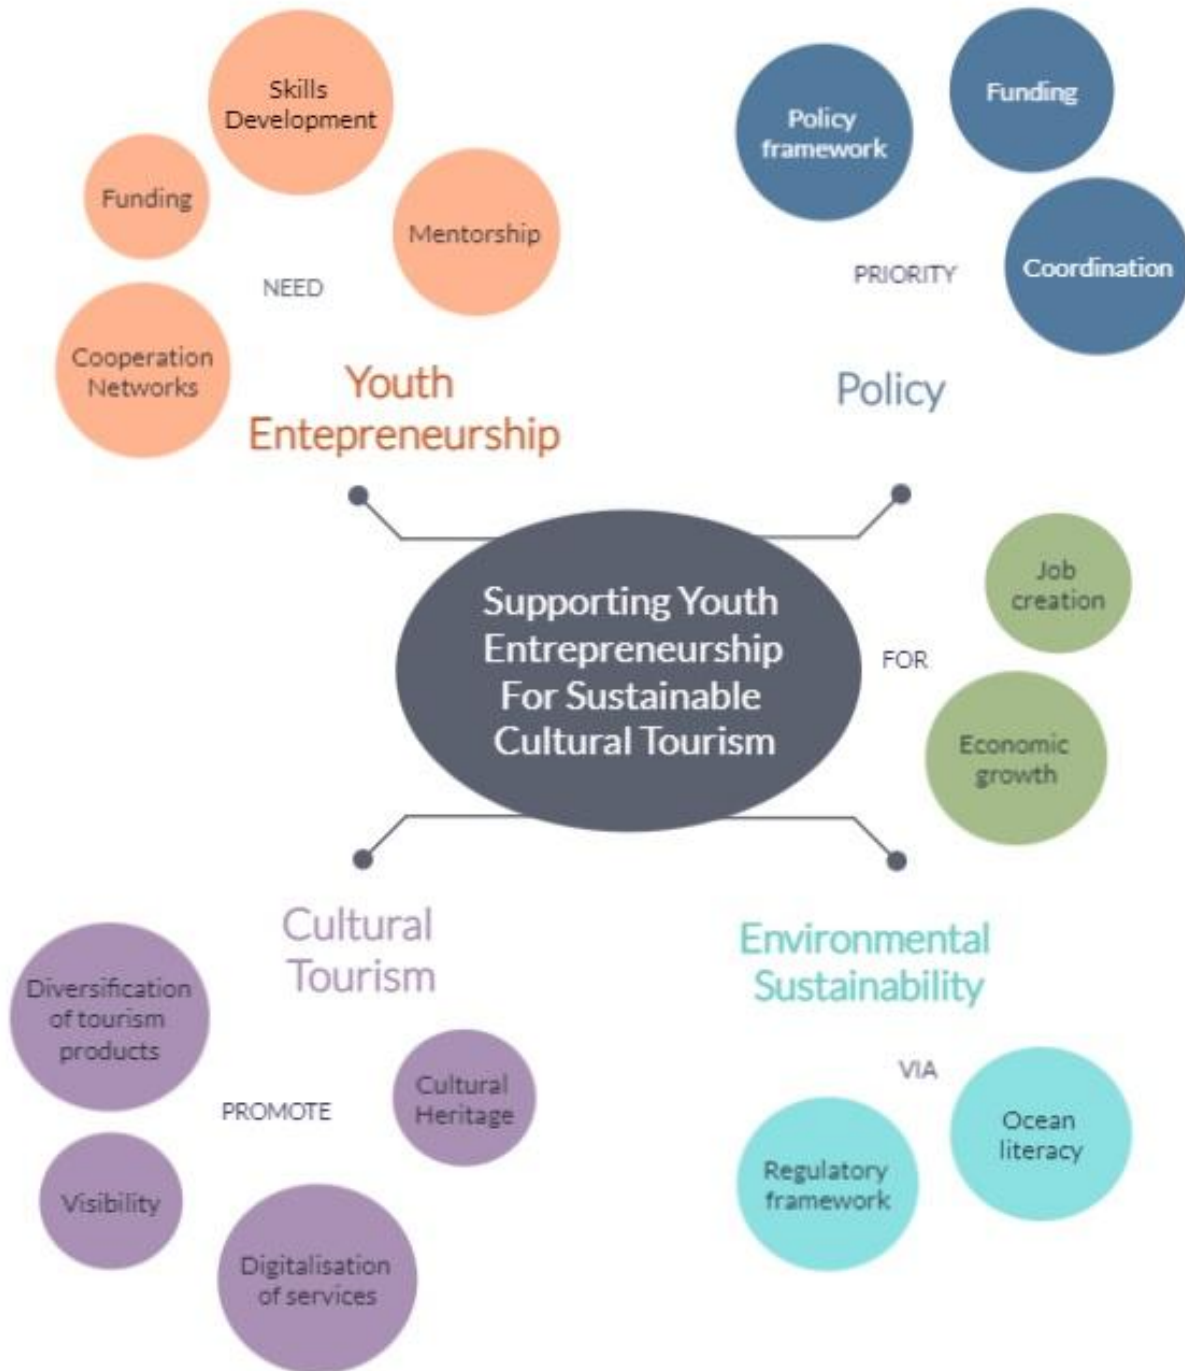 Skills
Development
Funding
Mentorship
NEED
Cooperation
Networks
Youth
Entepreneurship
Policy
framework
Funding
Coordination
PRIORITY
Policy
Supporting Youth
Entrepreneurship
For Sustainable
Cultural Tourism
FOR
Job
creation
Economic
growth
Cultural
Tourism
Diversification
of tourism
products
PROMOTE
Cultural
Heritage
Visibility
Digitalisation
of services
Environmental
Sustainability
VIA
Ocean
literacy
Regulatory
framework